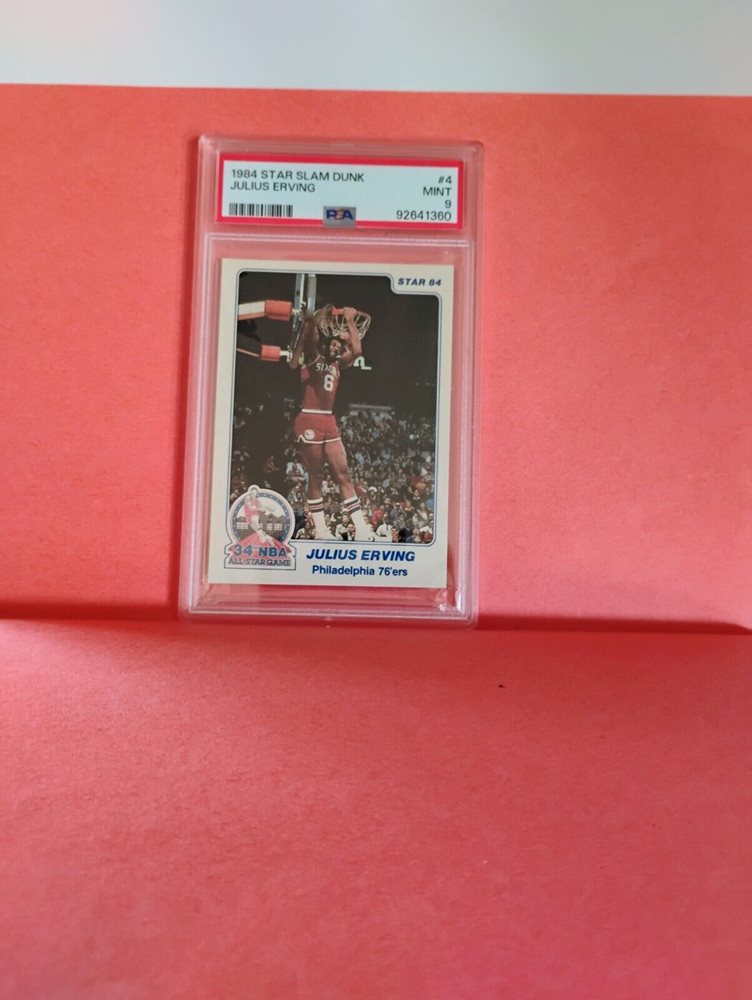 1984 STAR SLAM DUNK #4
JULIUS ERVING MINT
9
PSA 92641360
STAR 84
SIXERS
6
34th NBA
ALL-STAR GAME
JULIUS ERVING
Philadelphia 76'ers